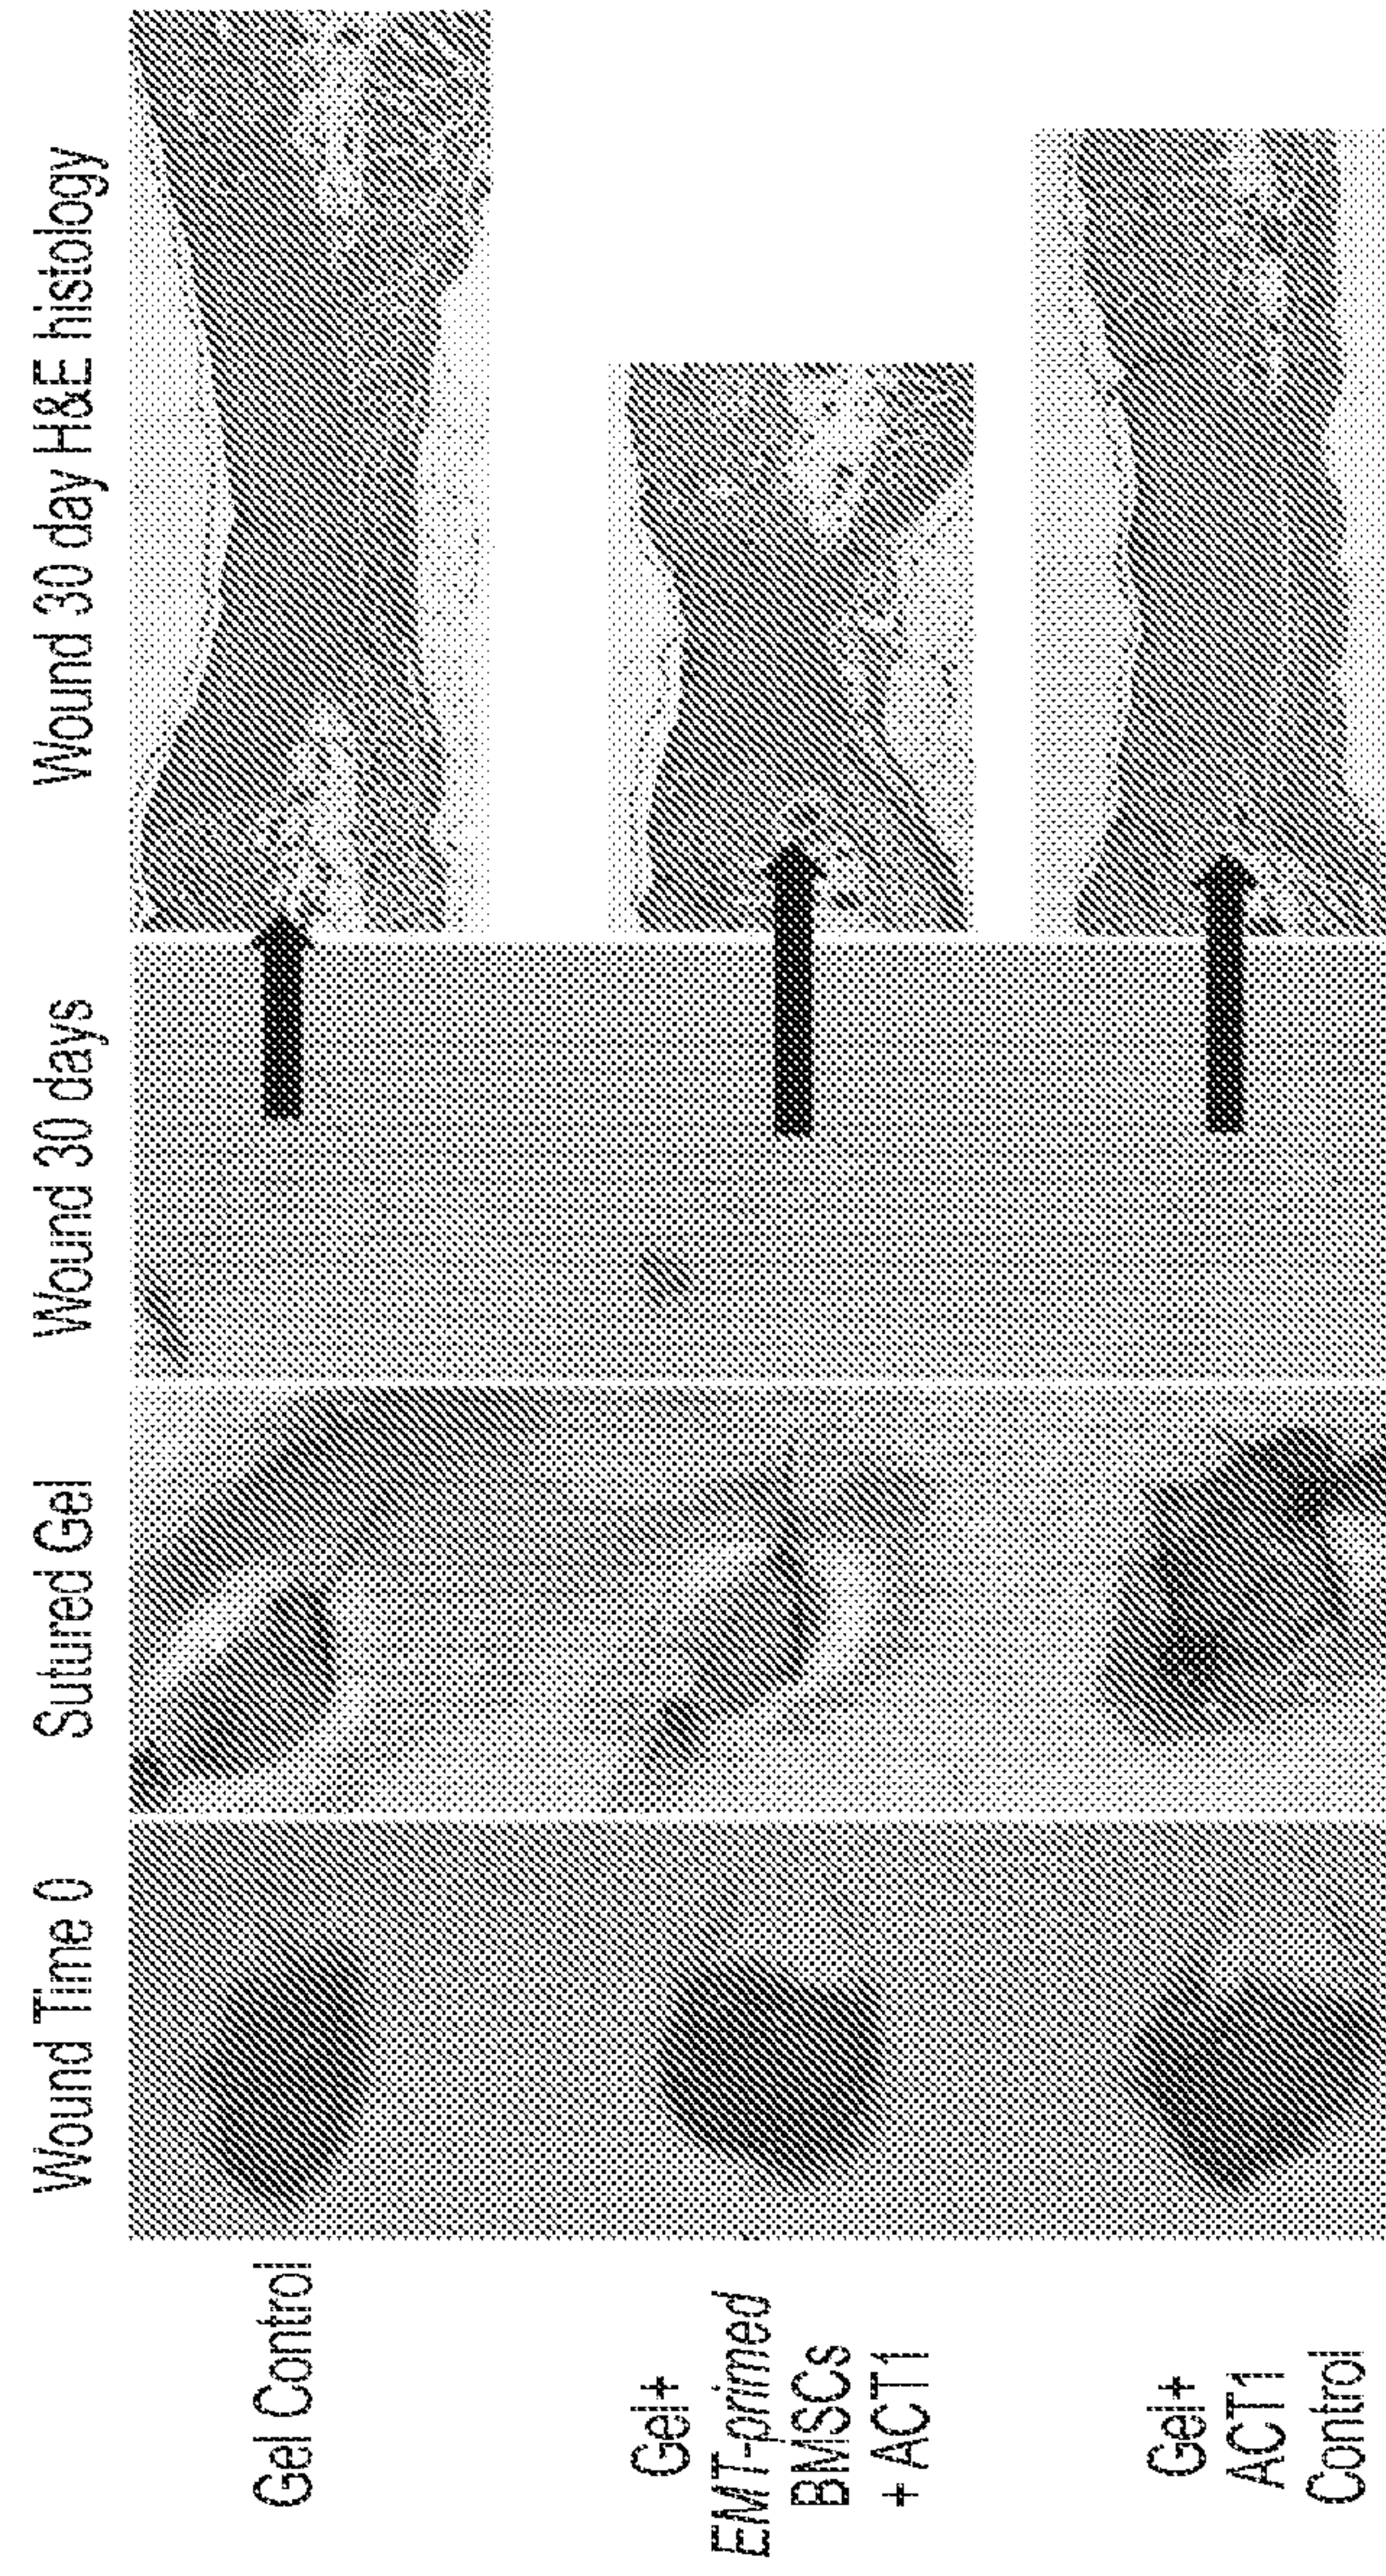 Wound Time 0
Sutured Gel
Wound 30 days
Wound 30 day H&E histology
Gel Control
Gel+
EMT-primed
BMSCs
+ ACT1
Gel+
ACT1
Control